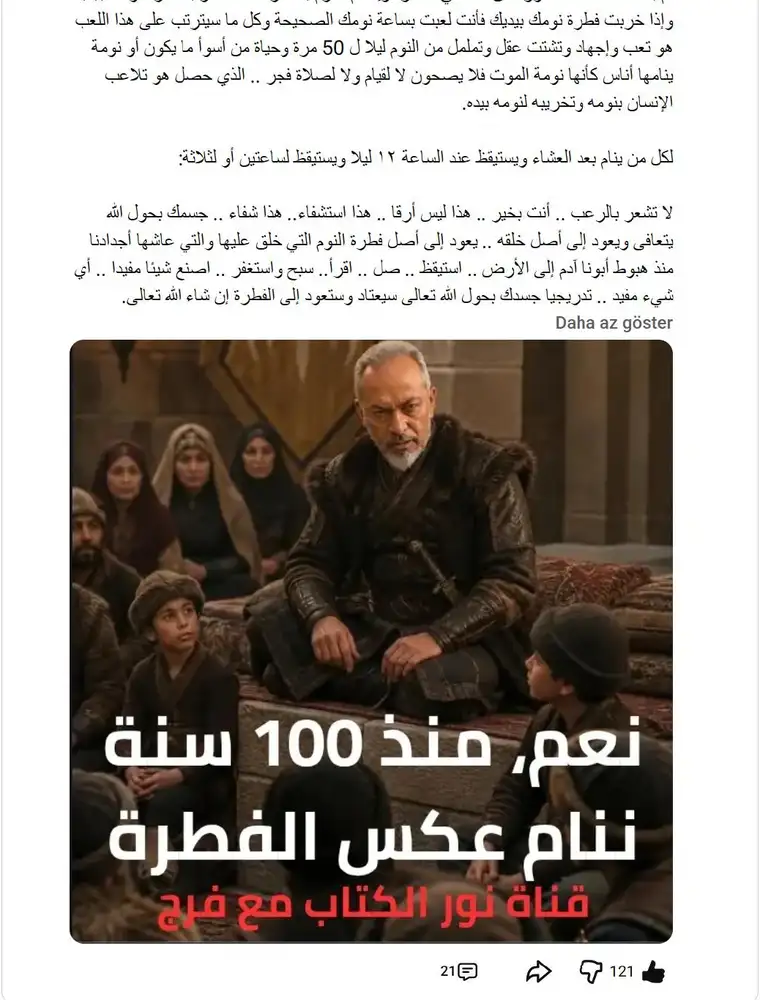 وإذا خربت فطرة نومك بيديك فأنت لعبت بساعة نومك الصحيحة وكل ما سيترتب على هذا اللعب
هو تعب وإجهاد وتشتت عقل وتململ من النوم ليلا ل 50 مرة وحياة من أسوأ ما يكون أو نومة
ينامها أناس كأنها نومة الموت فلا يصحون لا لقيام ولا لصلاة فجر .. الذي حصل هو تلاعب
الإنسان بنومه وتخريبه لنومه بيده.
لكل من ينام بعد العشاء ويستيقظ عند الساعة ١٢ ليلا ويستيقظ لساعتين أو لثلاثة:
لا تشعر بالرعب .. أنت بخير .. هذا ليس أرقا .. هذا استشفاء.. هذا شفاء .. جسمك بحول الله
يتعافى ويعود إلى أصل خلقه .. يعود إلى أصل فطرة النوم التي خلق عليها والتي عاشها أجدادنا
منذ هبوط أبونا آدم إلى الأرض .. استيقظ .. صل .. اقرأ.. سبح واستغفر .. اصنع شيئا مفيدا .. أي
شيء مفيد .. تدريجيا جسدك بحول الله تعالى سيعتاد وستعود إلى الفطرة إن شاء الله تعالى.
Daha az göster
نعم، منذ 100 سنة
ننام عكس الفطرة
قناة نور الكتاب مع فرج
121
21